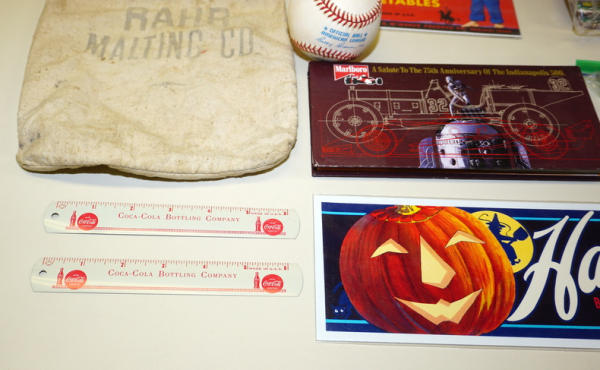 RAHR
MALTING CO.
OFFICIAL BALL
TABLES
Marlboro
A Salute To The 75th Anniversary Of The Indianapolis 500.
32
32
COCA-COLA BOTTLING COMPANY
MADE IN U.S.A.
Coca-Cola
Coca-Cola
COCA-COLA BOTTLING COMPANY
MADE IN U.S.A.
Coca-Cola
Coca-Cola
Ha